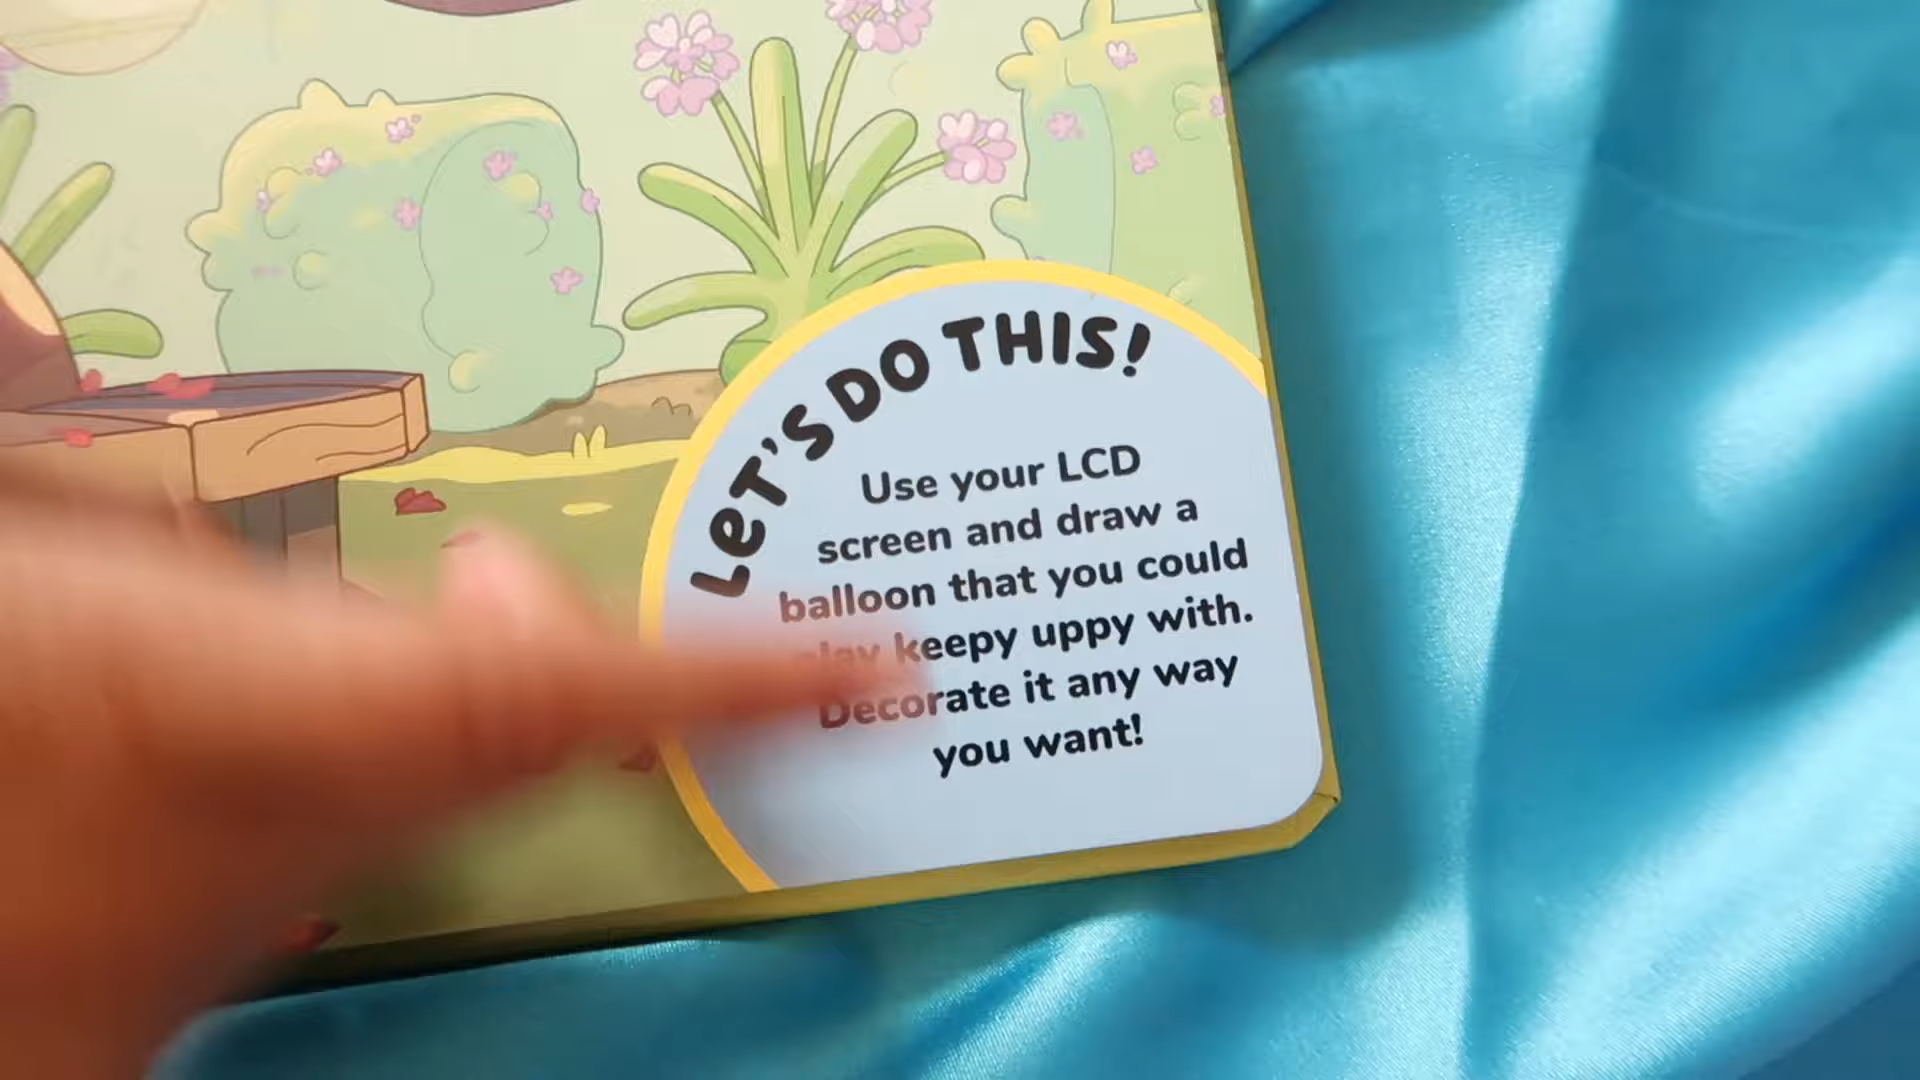 LET'S DO THIS!
Use your LCD
screen and draw a
balloon that you could
play keepy uppy with.
Decorate it any way
you want!